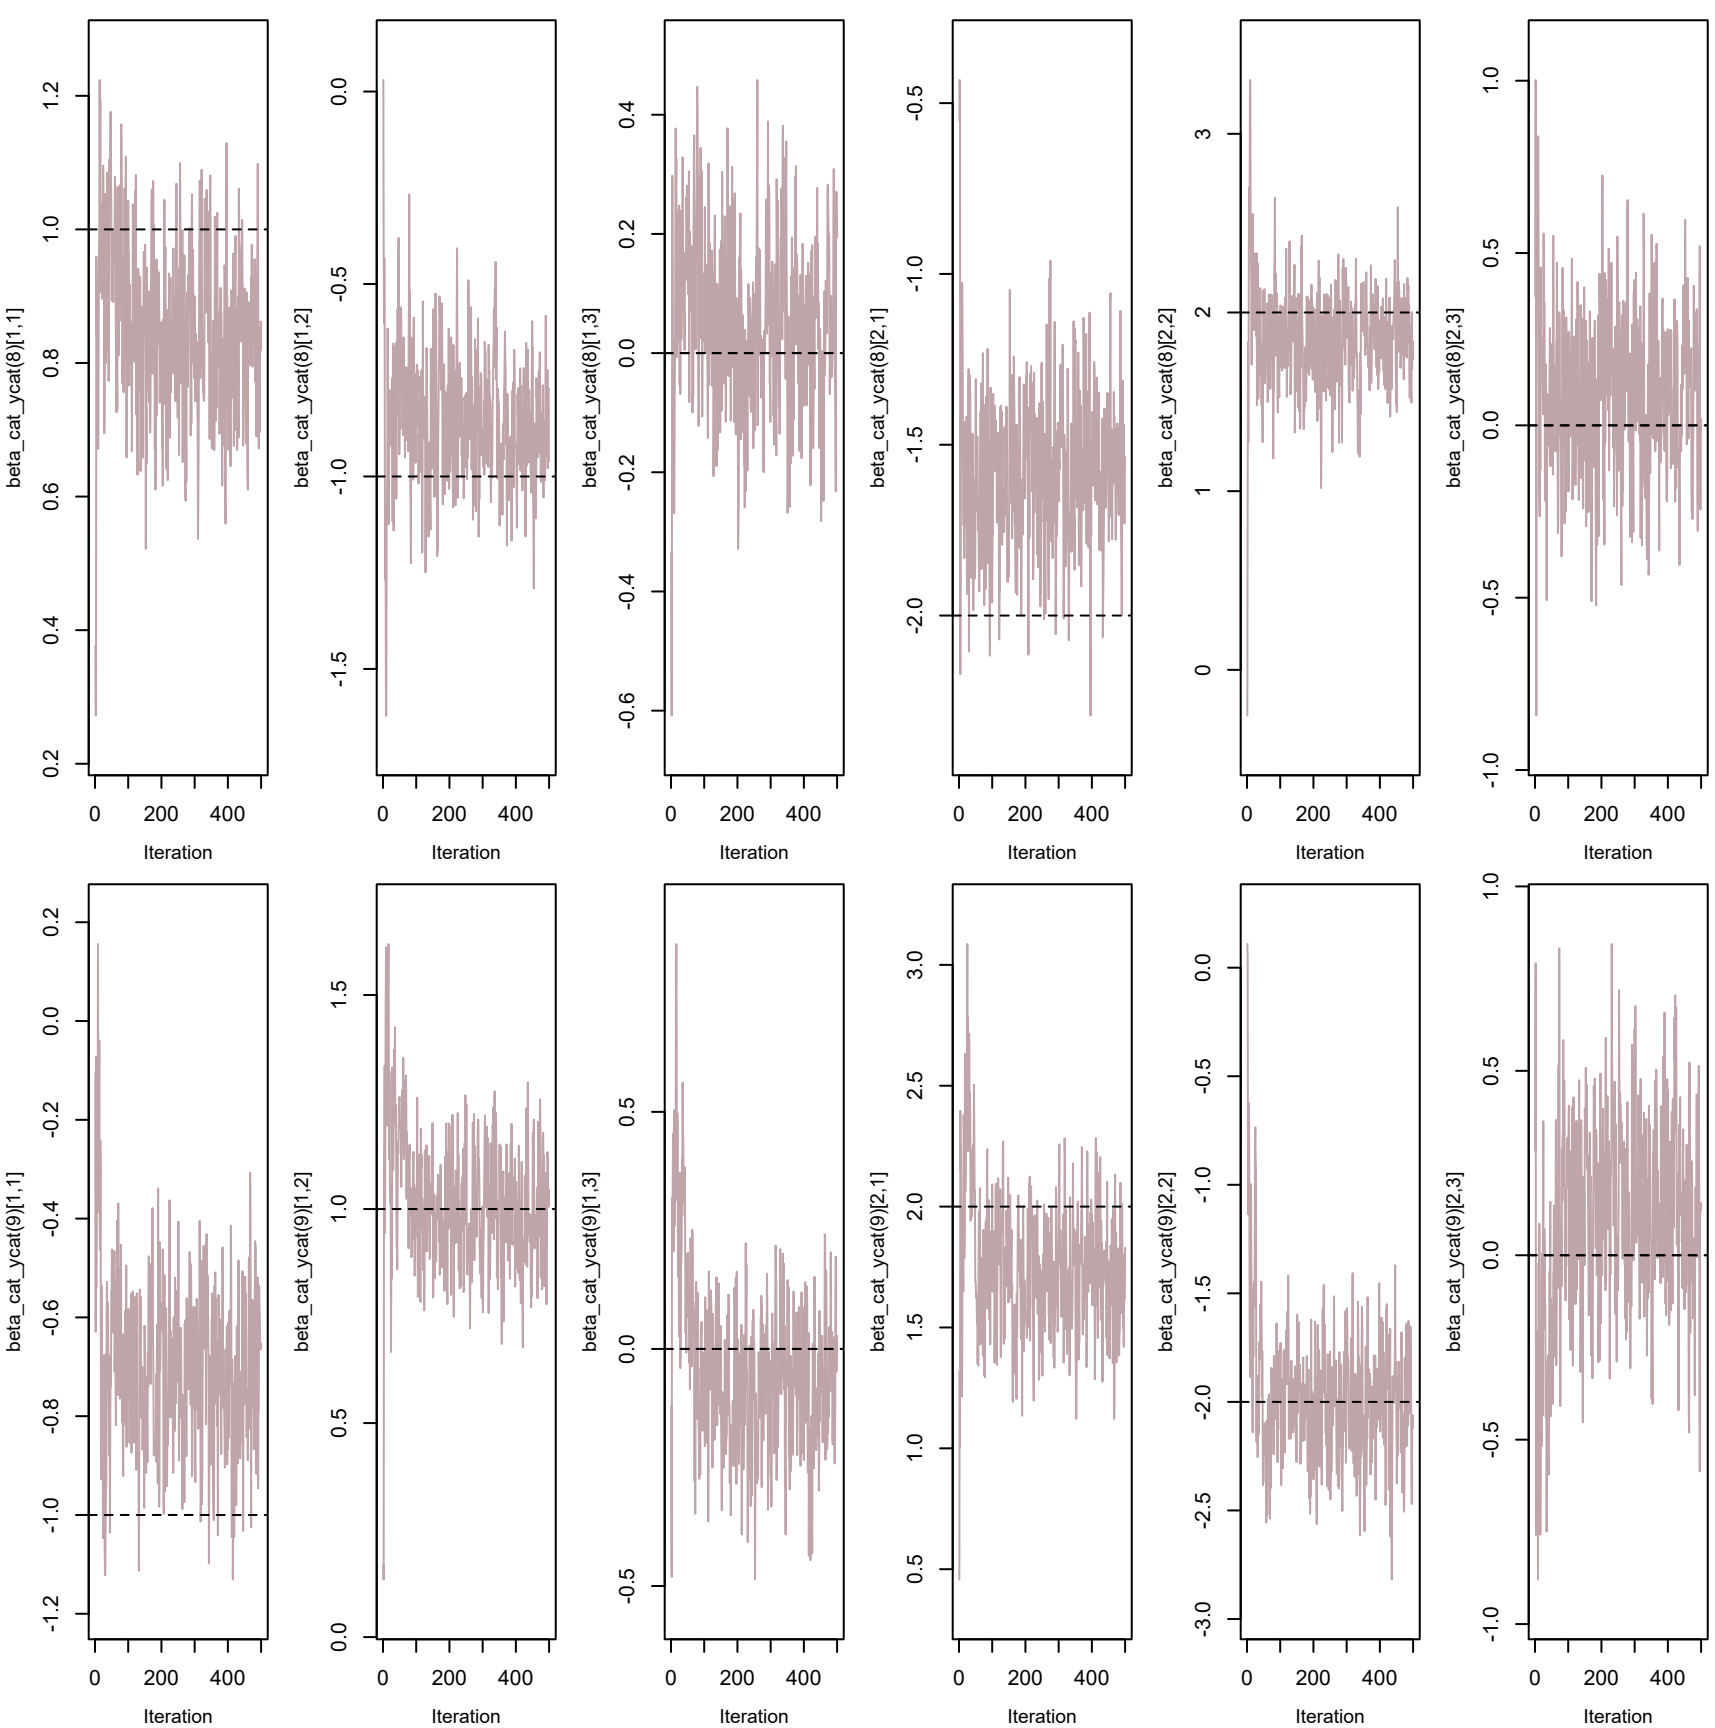 beta_cat_ycat(8)[1,1]
0.2 0.4 0.6 0.8 1.0 1.2
0 200 400
Iteration
beta_cat_ycat(8)[1,2]
-1.5 -1.0 -0.5 0.0
0 200 400
Iteration
beta_cat_ycat(8)[1,3]
-0.6 -0.4 -0.2 0.0 0.2 0.4
0 200 400
Iteration
beta_cat_ycat(8)[2,1]
-2.0 -1.5 -1.0 -0.5
0 200 400
Iteration
beta_cat_ycat(8)[2,2]
0 1 2 3
0 200 400
Iteration
beta_cat_ycat(8)[2,3]
-1.0 -0.5 0.0 0.5 1.0
0 200 400
Iteration
beta_cat_ycat(9)[1,1]
-1.2 -1.0 -0.8 -0.6 -0.4 -0.2 0.0 0.2
0 200 400
Iteration
beta_cat_ycat(9)[1,2]
0.0 0.5 1.0 1.5
0 200 400
Iteration
beta_cat_ycat(9)[1,3]
-0.5 0.0 0.5
0 200 400
Iteration
beta_cat_ycat(9)[2,1]
0.5 1.0 1.5 2.0 2.5 3.0
0 200 400
Iteration
beta_cat_ycat(9)[2,2]
-3.0 -2.5 -2.0 -1.5 -1.0 -0.5 0.0
0 200 400
Iteration
beta_cat_ycat(9)[2,3]
-1.0 -0.5 0.0 0.5 1.0
0 200 400
Iteration